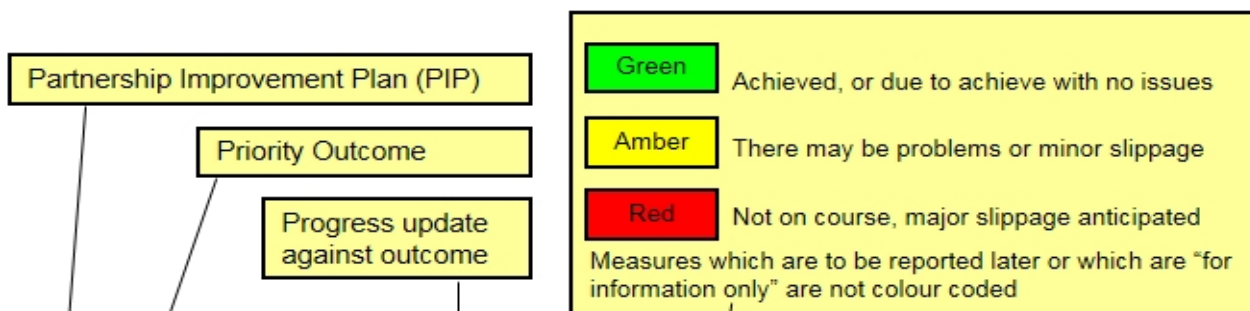 Partnership Improvement Plan (PIP)
Priority Outcome
Progress update
against outcome
Green
Achieved, or due to achieve with no issues
Amber
There may be problems or minor slippage
Red
Not on course, major slippage anticipated
Measures which are to be reported later or which are “for
information only” are not colour coded